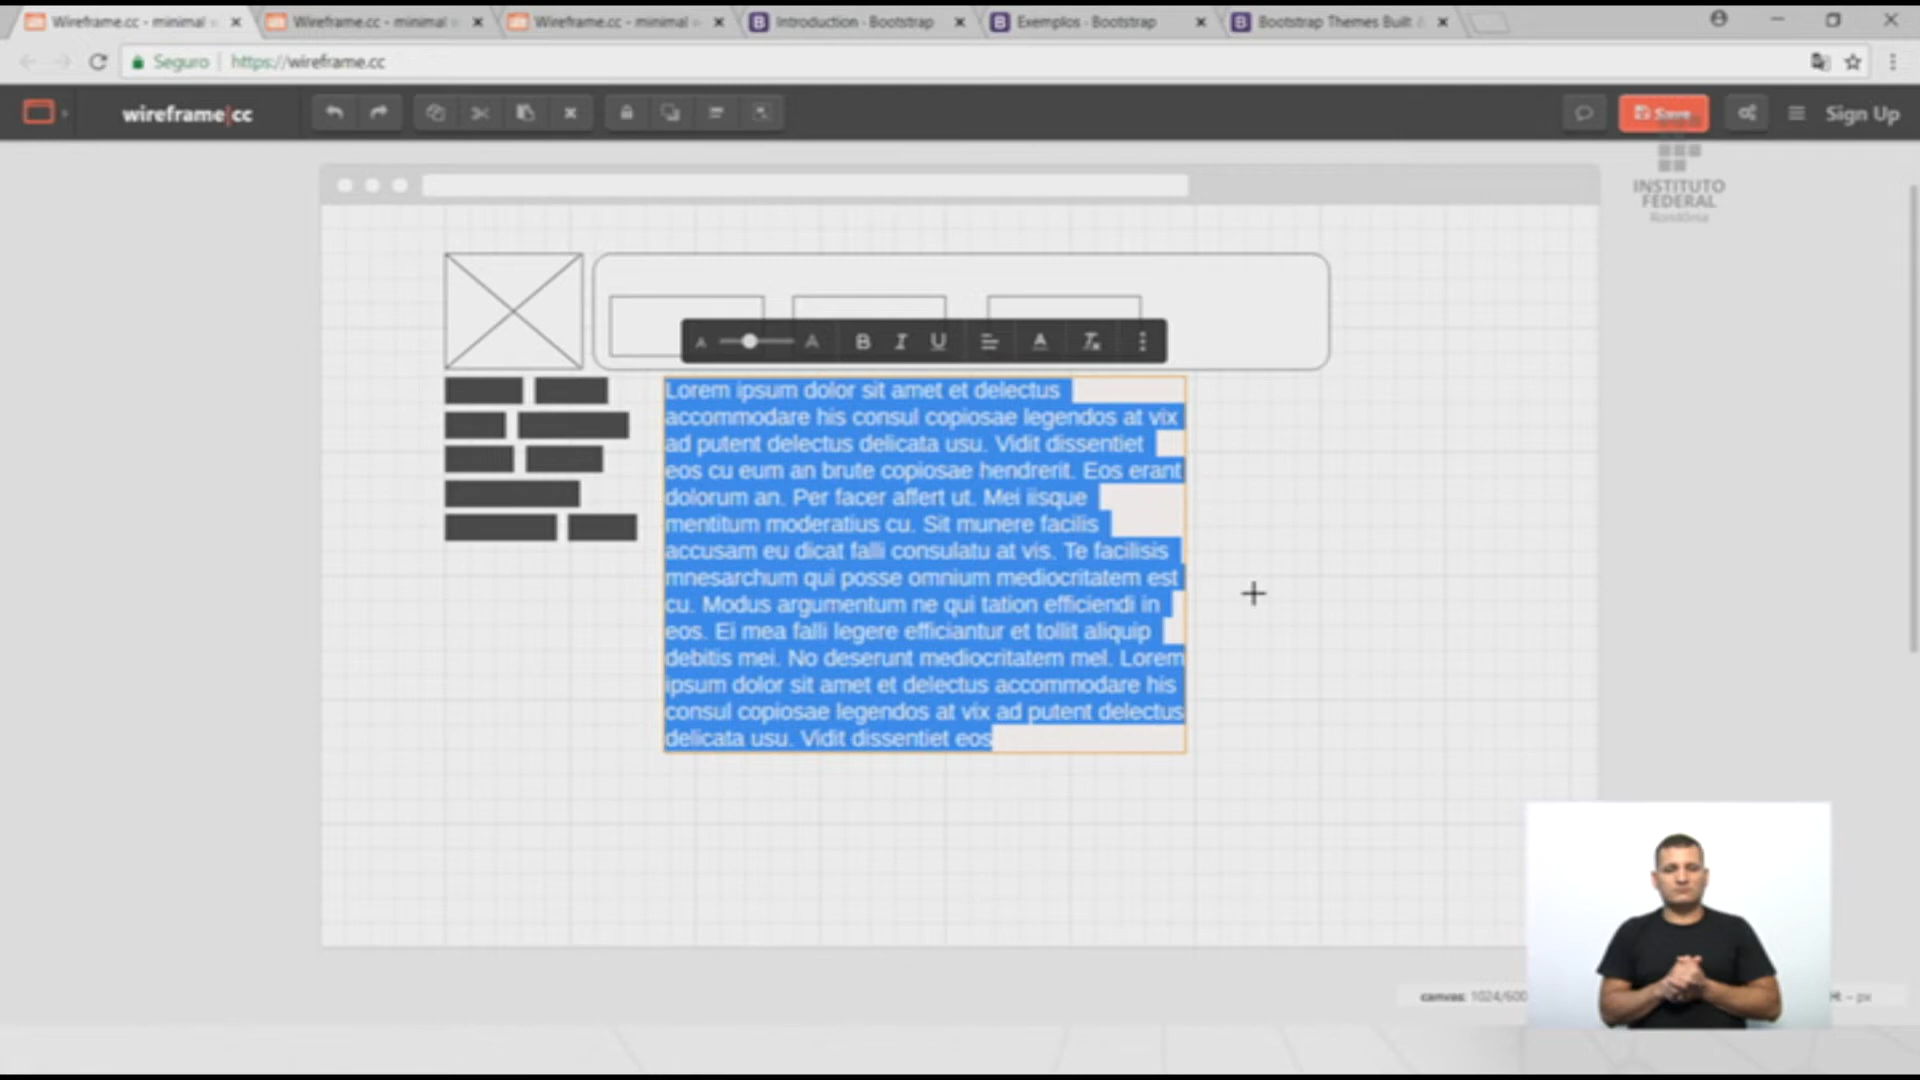 Wireframe.cc - minimal
Wireframe.cc - minimal
Wireframe.cc - minimal
Introduction · Bootstrap
Exemplos · Bootstrap
Bootstrap Themes Built
Seguro
https://wireframe.cc
wireframe|cc
Save
Sign Up
INSTITUTO
FEDERAL
Rondônia
A A B I U A
Lorem ipsum dolor sit amet et delectus
accommodare his consul copiosae legendos at vix
ad putent delectus delicata usu. Vidit dissentiet
eos cu eum an brute copiosae hendrerit. Eos erant
dolorum an. Per facer affert ut. Mei iisque
mentitum moderatius cu. Sit munere facilis
accusam eu dicat falli consulatu at vis. Te facilisis
mnesarchum qui posse omnium mediocritatem est
cu. Modus argumentum ne qui tation efficiendi in
eos. Ei mea falli legere efficiantur et tollit aliquip
debitis mei. No deserunt mediocritatem mel. Lorem
ipsum dolor sit amet et delectus accommodare his
consul copiosae legendos at vix ad putent delectus
delicata usu. Vidit dissentiet eos
canvas: 1024/600
- px